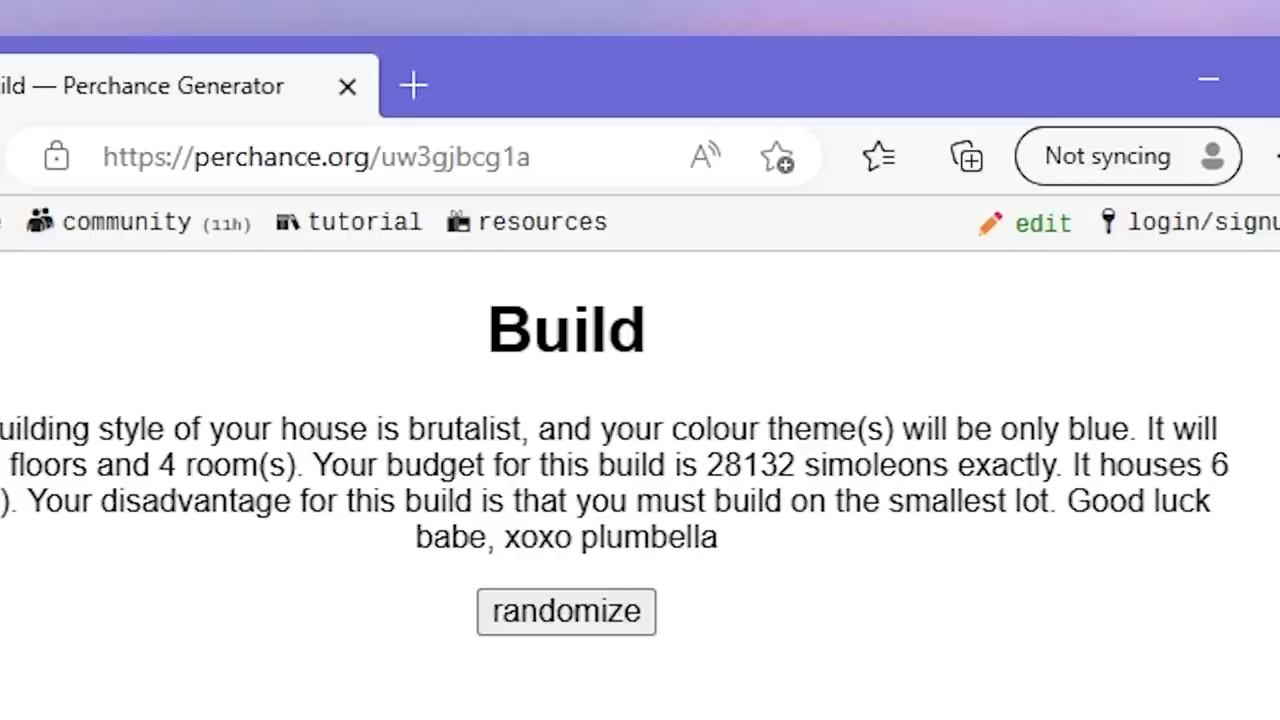 ild — Perchance Generator
https://perchance.org/uw3gjbcg1a
Not syncing
community (11h) tutorial resources edit login/signu
Build
uilding style of your house is brutalist, and your colour theme(s) will be only blue. It will
floors and 4 room(s). Your budget for this build is 28132 simoleons exactly. It houses 6
). Your disadvantage for this build is that you must build on the smallest lot. Good luck
babe, xoxo plumbella
randomize